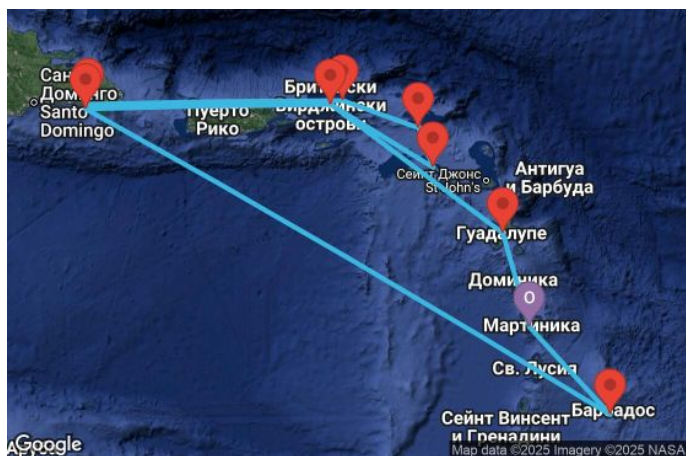 Сан
Доминго
Santo
Domingo
Пуерто
Рико
Британски
Вирджински
острови
Сейнт Джонс
St John's
Антигуа
и Барбуда
Гуадалупе
Доминика
O
Мартиника
Св. Лусия
Барбадос
Сейнт Винсент
и Гренадини
Google
Map data ©2025 Imagery ©2025 NASA